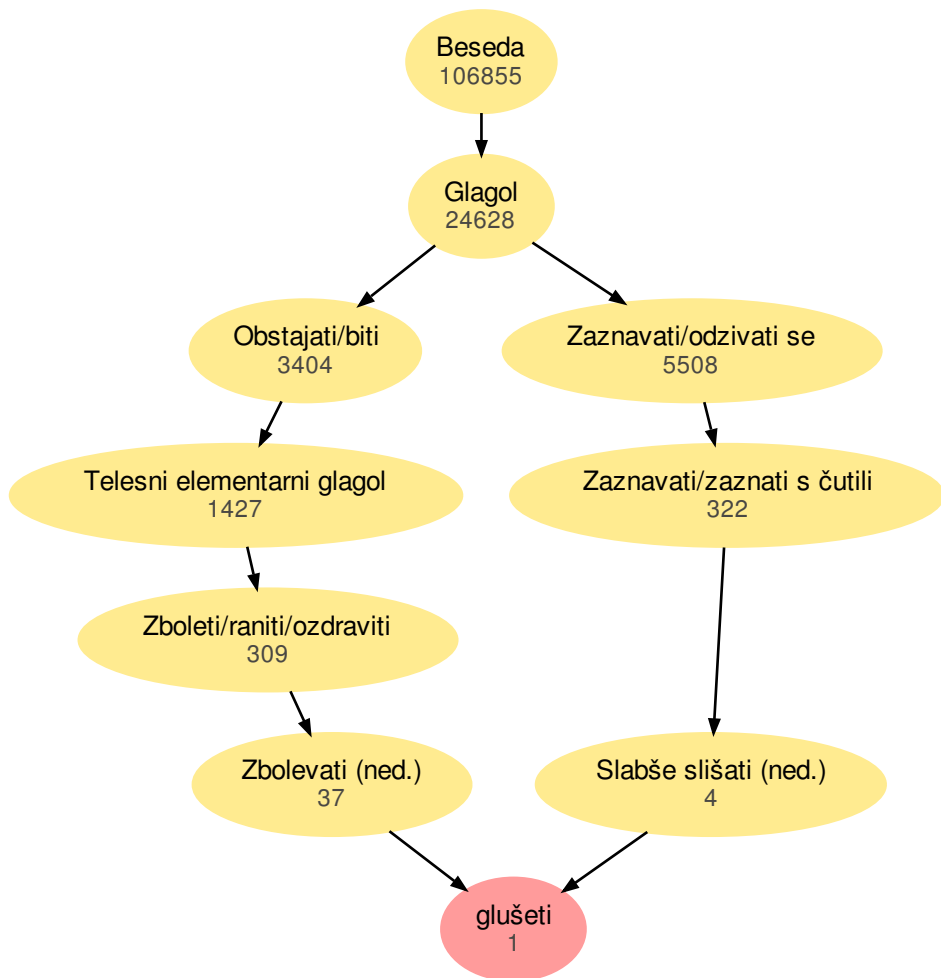 Beseda
106855
Glagol
24628
Obstajati/biti
3404
Zaznavati/odzivati se
5508
Telesni elementarni glagol
1427
Zaznavati/zaznati s čutili
322
Zboleti/raniti/ozdraviti
309
Zbolevati (ned.)
37
Slabše slišati (ned.)
4
glušeti
1